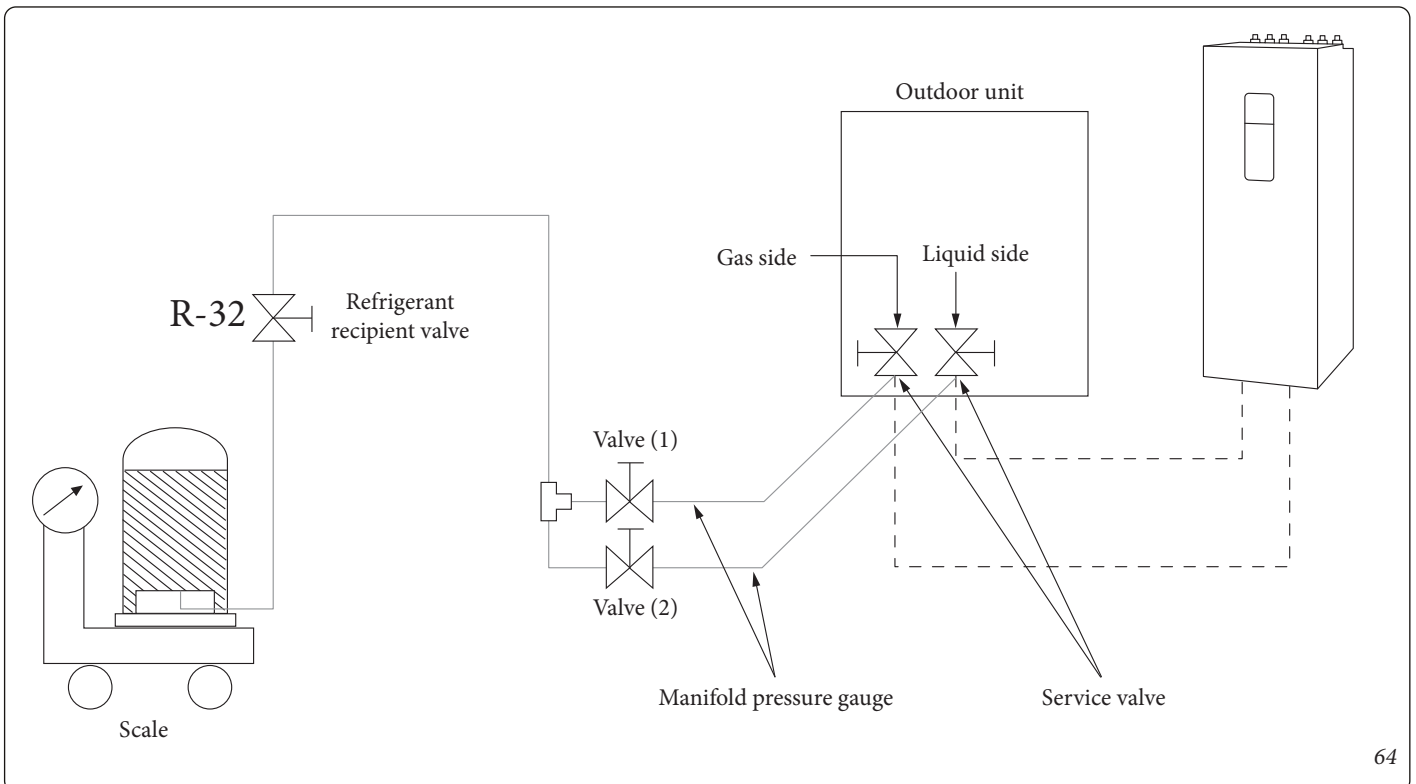 Outdoor unit
Gas side
Liquid side
R-32
Refrigerant
recipient valve
Valve (1)
Valve (2)
Manifold pressure gauge
Service valve
Scale
64